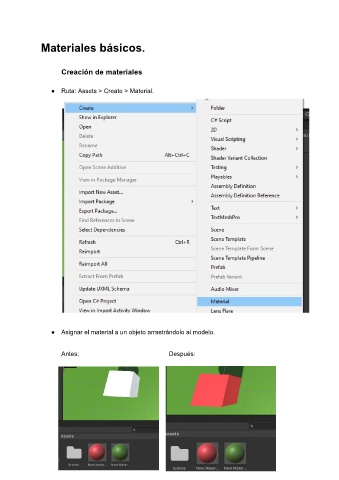 Materiales básicos.
Creación de materiales
● Ruta: Assets > Create > Material.
Create >
Show in Explorer
Open
Delete
Rename
Copy Path Alt+Ctrl+C
Open Scene Additive
View in Package Manager
Import New Asset...
Import Package >
Export Package...
Find References In Scene
Select Dependencies
Refresh Ctrl+R
Reimport
Reimport All
Extract From Prefab
Update UXML Schema
Open C# Project
View in Import Activity Window
Folder
C# Script
2D >
Visual Scripting >
Shader >
Shader Variant Collection
Testing >
Playables >
Assembly Definition
Assembly Definition Reference
Text >
TextMeshPro >
Scene
Scene Template
Scene Template From Scene
Scene Template Pipeline
Prefab
Prefab Variant
Audio Mixer
Material
Lens Flare
● Asignar el material a un objeto arrastrándolo al modelo.
Antes: Después:
Assets
Scenes New Mater... New Mate...
Assets
Scenes New Mater... New Mater...